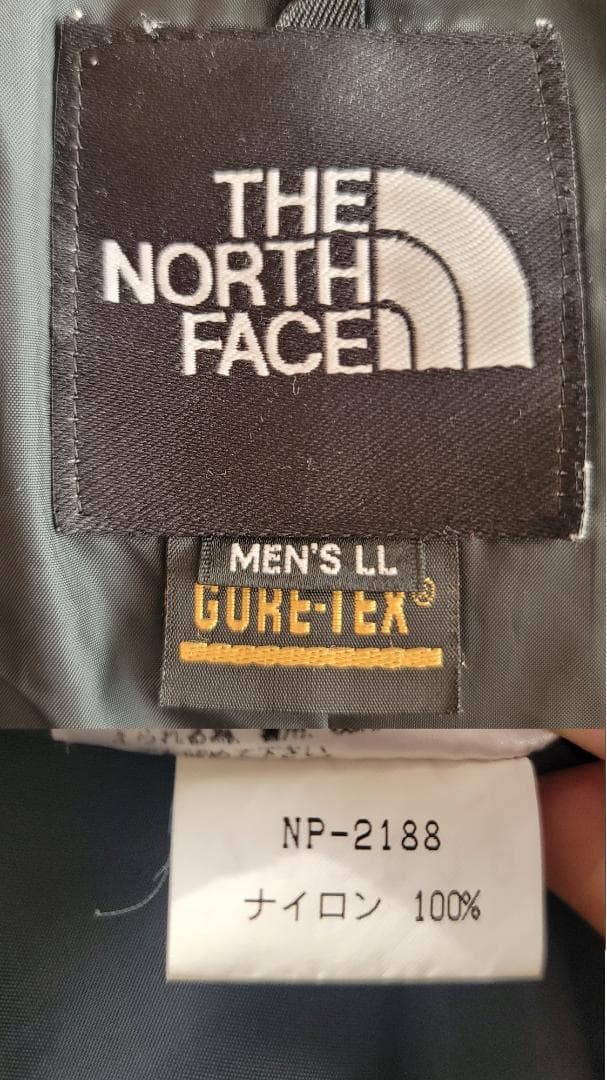 THE
NORTH
FACE
MEN'S LL
GORE-TEX®
NP-2188
ナイロン 100%